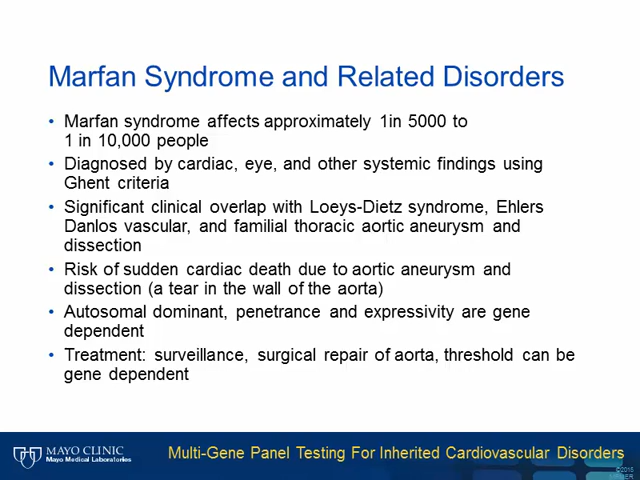 Marfan Syndrome and Related Disorders
• Marfan syndrome affects approximately 1in 5000 to
1 in 10,000 people
• Diagnosed by cardiac, eye, and other systemic findings using
Ghent criteria
• Significant clinical overlap with Loeys-Dietz syndrome, Ehlers
Danlos vascular, and familial thoracic aortic aneurysm and
dissection
• Risk of sudden cardiac death due to aortic aneurysm and
dissection (a tear in the wall of the aorta)
• Autosomal dominant, penetrance and expressivity are gene
dependent
• Treatment: surveillance, surgical repair of aorta, threshold can be
gene dependent
MAYO CLINIC
Mayo Medical Laboratories
Multi-Gene Panel Testing For Inherited Cardiovascular Disorders